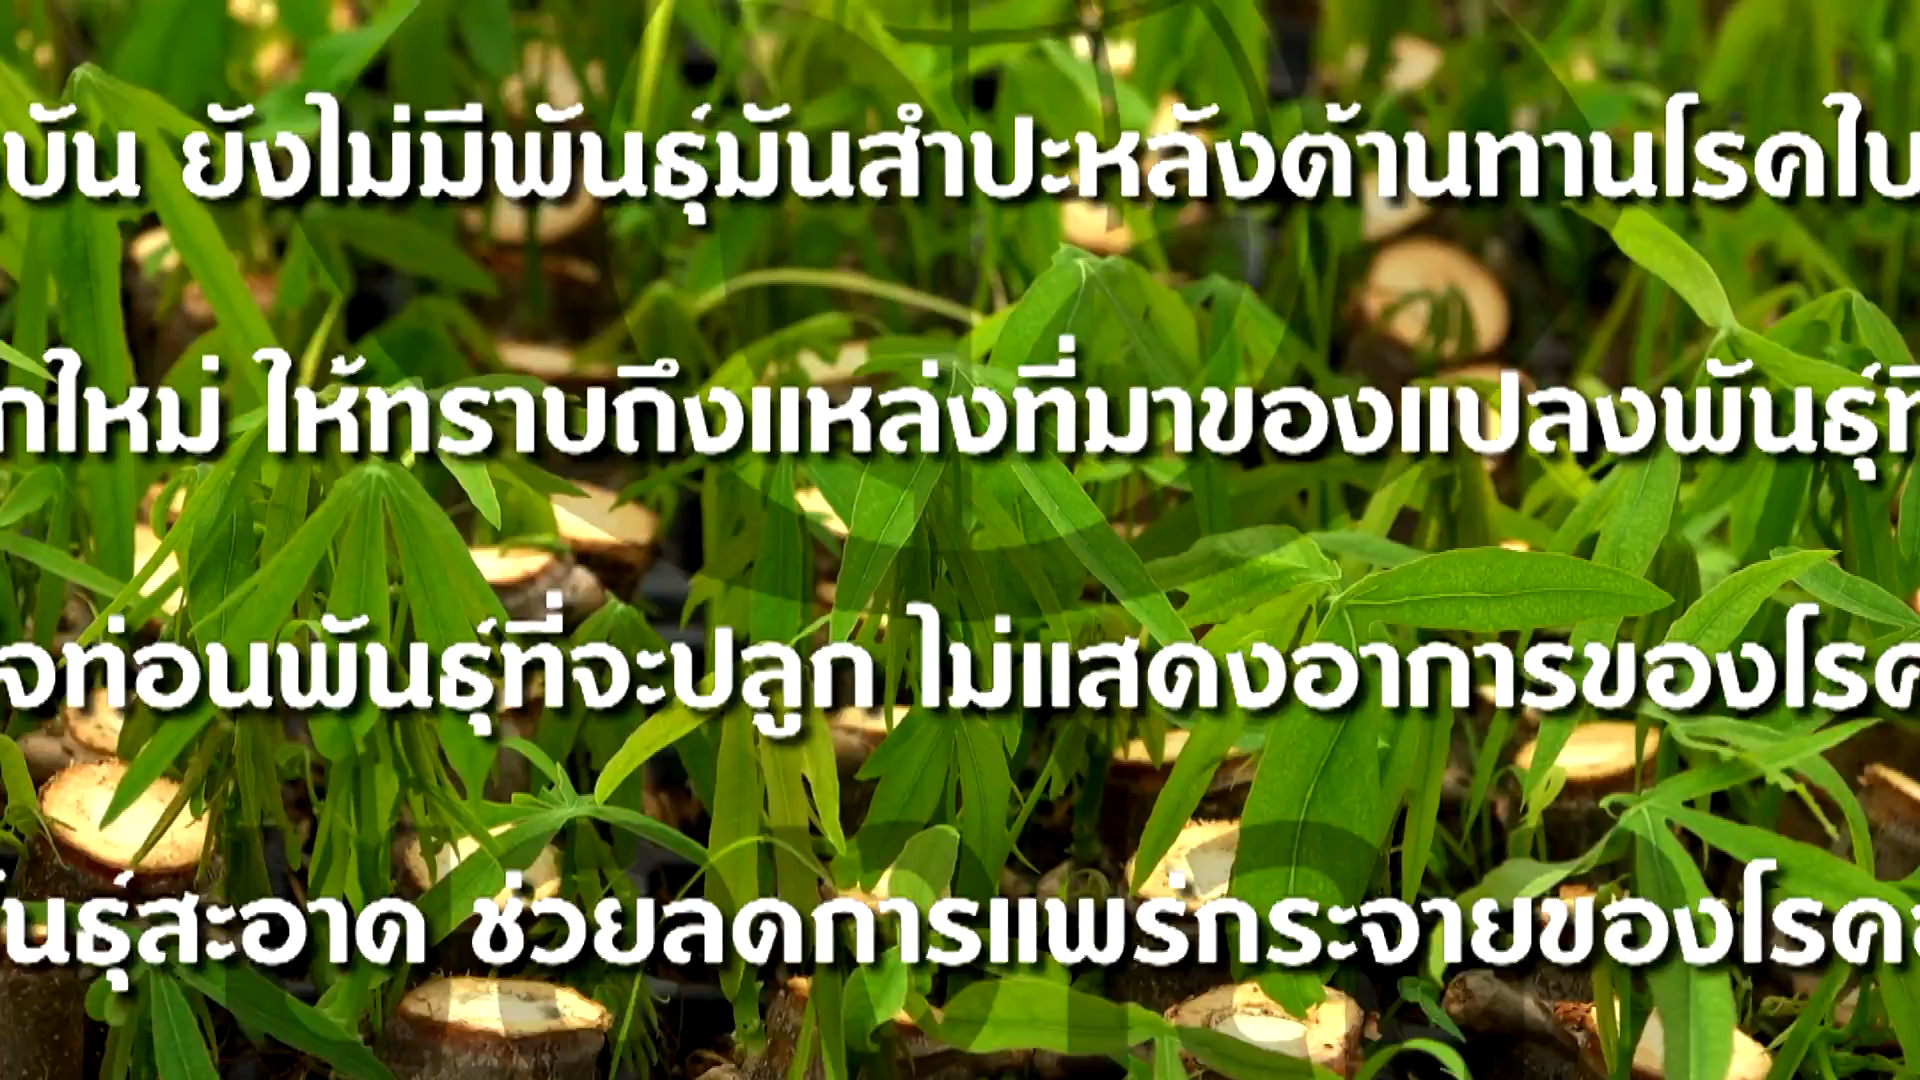 บัน ยังไม่มีพันธุ์มันสำปะหลังต้านทานโรคใบ
กใหม่ ให้ทราบถึงแหล่งที่มาของแปลงพันธุ์ที่
จท่อนพันธุ์ที่จะปลูก ไม่แสดงอาการของโรค
ันธุ์สะอาด ช่วยลดการแพร่กระจายของโรค